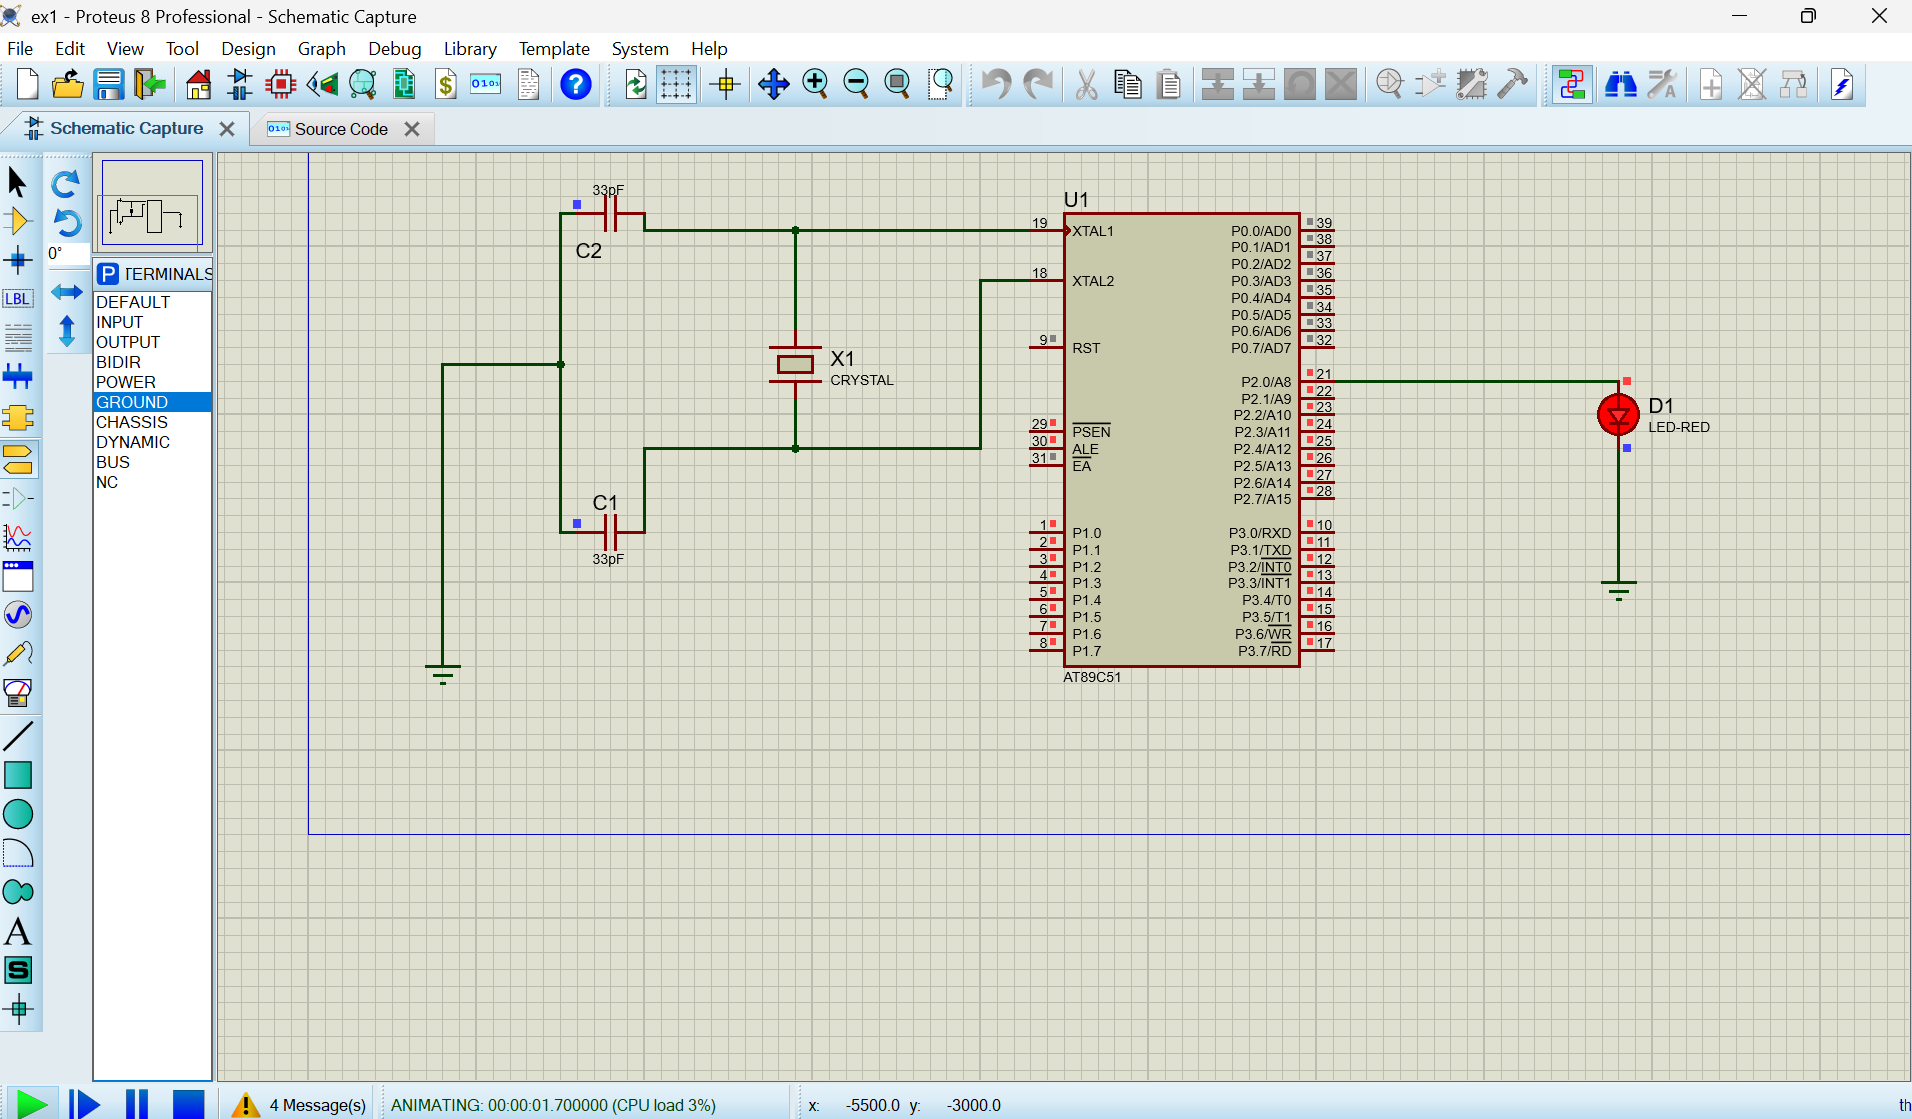 ex1 - Proteus 8 Professional - Schematic Capture
File Edit View Tool Design Graph Debug Library Template System Help
Schematic Capture
Source Code
0°
P TERMINALS
DEFAULT
INPUT
OUTPUT
BIDIR
POWER
GROUND
CHASSIS
DYNAMIC
BUS
NC
LBL
A
S
33pF
C2
C1
33pF
X1
CRYSTAL
U1
19 XTAL1
18 XTAL2
9 RST
29 PSEN
30 ALE
31 EA
1 P1.0
2 P1.1
3 P1.2
4 P1.3
5 P1.4
6 P1.5
7 P1.6
8 P1.7
P0.0/AD0 39
P0.1/AD1 38
P0.2/AD2 37
P0.3/AD3 36
P0.4/AD4 35
P0.5/AD5 34
P0.6/AD6 33
P0.7/AD7 32
P2.0/A8 21
P2.1/A9 22
P2.2/A10 23
P2.3/A11 24
P2.4/A12 25
P2.5/A13 26
P2.6/A14 27
P2.7/A15 28
P3.0/RXD 10
P3.1/TXD 11
P3.2/INT0 12
P3.3/INT1 13
P3.4/T0 14
P3.5/T1 15
P3.6/WR 16
P3.7/RD 17
AT89C51
D1
LED-RED
4 Message(s)
ANIMATING: 00:00:01.700000 (CPU load 3%)
x: -5500.0 y: -3000.0
th